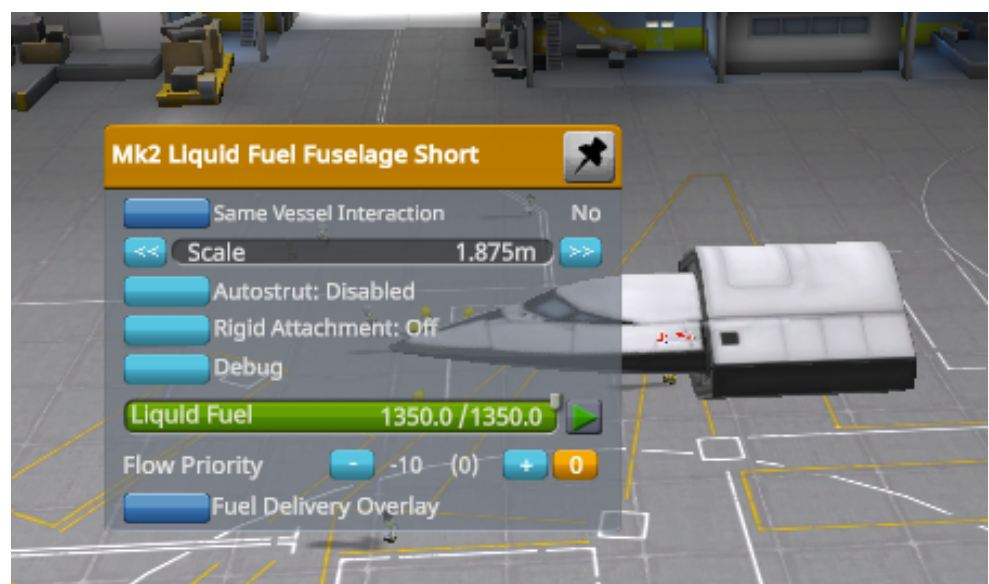 Mk2 Liquid Fuel Fuselage Short
Same Vessel Interaction No
<< Scale 1.875m >>
Autostrut: Disabled
Rigid Attachment: Off
Debug
Liquid Fuel 1350.0 / 1350.0
Flow Priority - -10 (0) + 0
Fuel Delivery Overlay